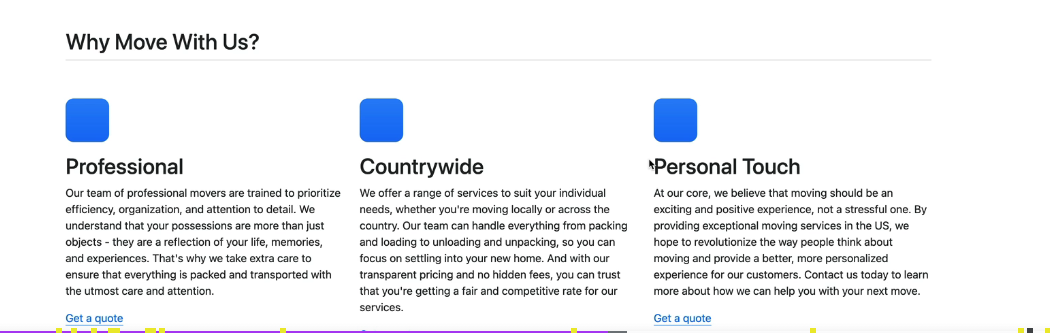 Why Move With Us?
Professional
Our team of professional movers are trained to prioritize
efficiency, organization, and attention to detail. We
understand that your possessions are more than just
objects - they are a reflection of your life, memories,
and experiences. That's why we take extra care to
ensure that everything is packed and transported with
the utmost care and attention.
Get a quote
Countrywide
We offer a range of services to suit your individual
needs, whether you're moving locally or across the
country. Our team can handle everything from packing
and loading to unloading and unpacking, so you can
focus on settling into your new home. And with our
transparent pricing and no hidden fees, you can trust
that you're getting a fair and competitive rate for our
services.
Personal Touch
At our core, we believe that moving should be an
exciting and positive experience, not a stressful one. By
providing exceptional moving services in the US, we
hope to revolutionize the way people think about
moving and provide a better, more personalized
experience for our customers. Contact us today to learn
more about how we can help you with your next move.
Get a quote